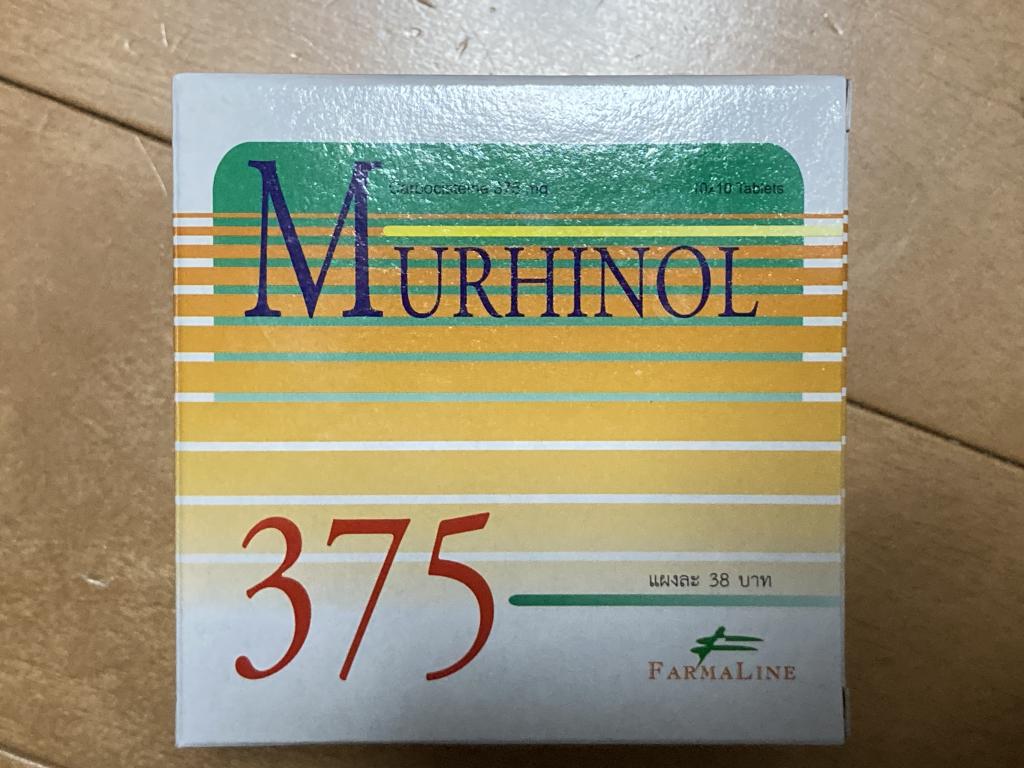 Carbocisteine 375 mg
10x10 Tablets
MURHINOL
375
แผงละ 38 บาท
FARMALINE